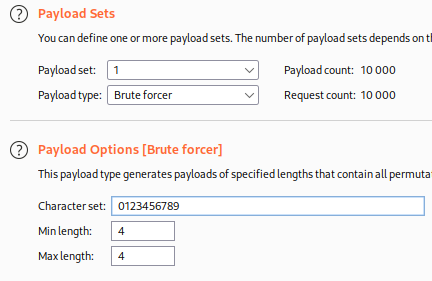 Payload Sets
You can define one or more payload sets. The number of payload sets depends on
Payload set: 1 Payload count: 10 000
Payload type: Brute forcer Request count: 10 000
Payload Options [Brute forcer]
This payload type generates payloads of specified lengths that contain all
Character set: 0123456789
Min length: 4
Max length: 4